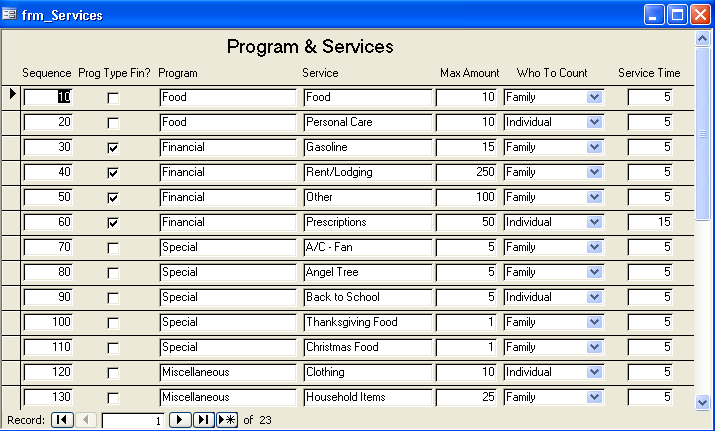 frm_Services
Program & Services
Sequence Prog Type Fin? Program Service Max Amount Who To Count Service Time
10 Food Food 10 Family 5
20 Food Personal Care 10 Individual 5
30 Financial Gasoline 15 Family 5
40 Financial Rent/Lodging 250 Family 5
50 Financial Other 100 Family 5
60 Financial Prescriptions 50 Individual 15
70 Special A/C - Fan 5 Family 5
80 Special Angel Tree 5 Family 5
90 Special Back to School 5 Individual 5
100 Special Thanksgiving Food 1 Family 5
110 Special Christmas Food 1 Family 5
120 Miscellaneous Clothing 10 Individual 5
130 Miscellaneous Household Items 25 Family 5
Record: 1 of 23